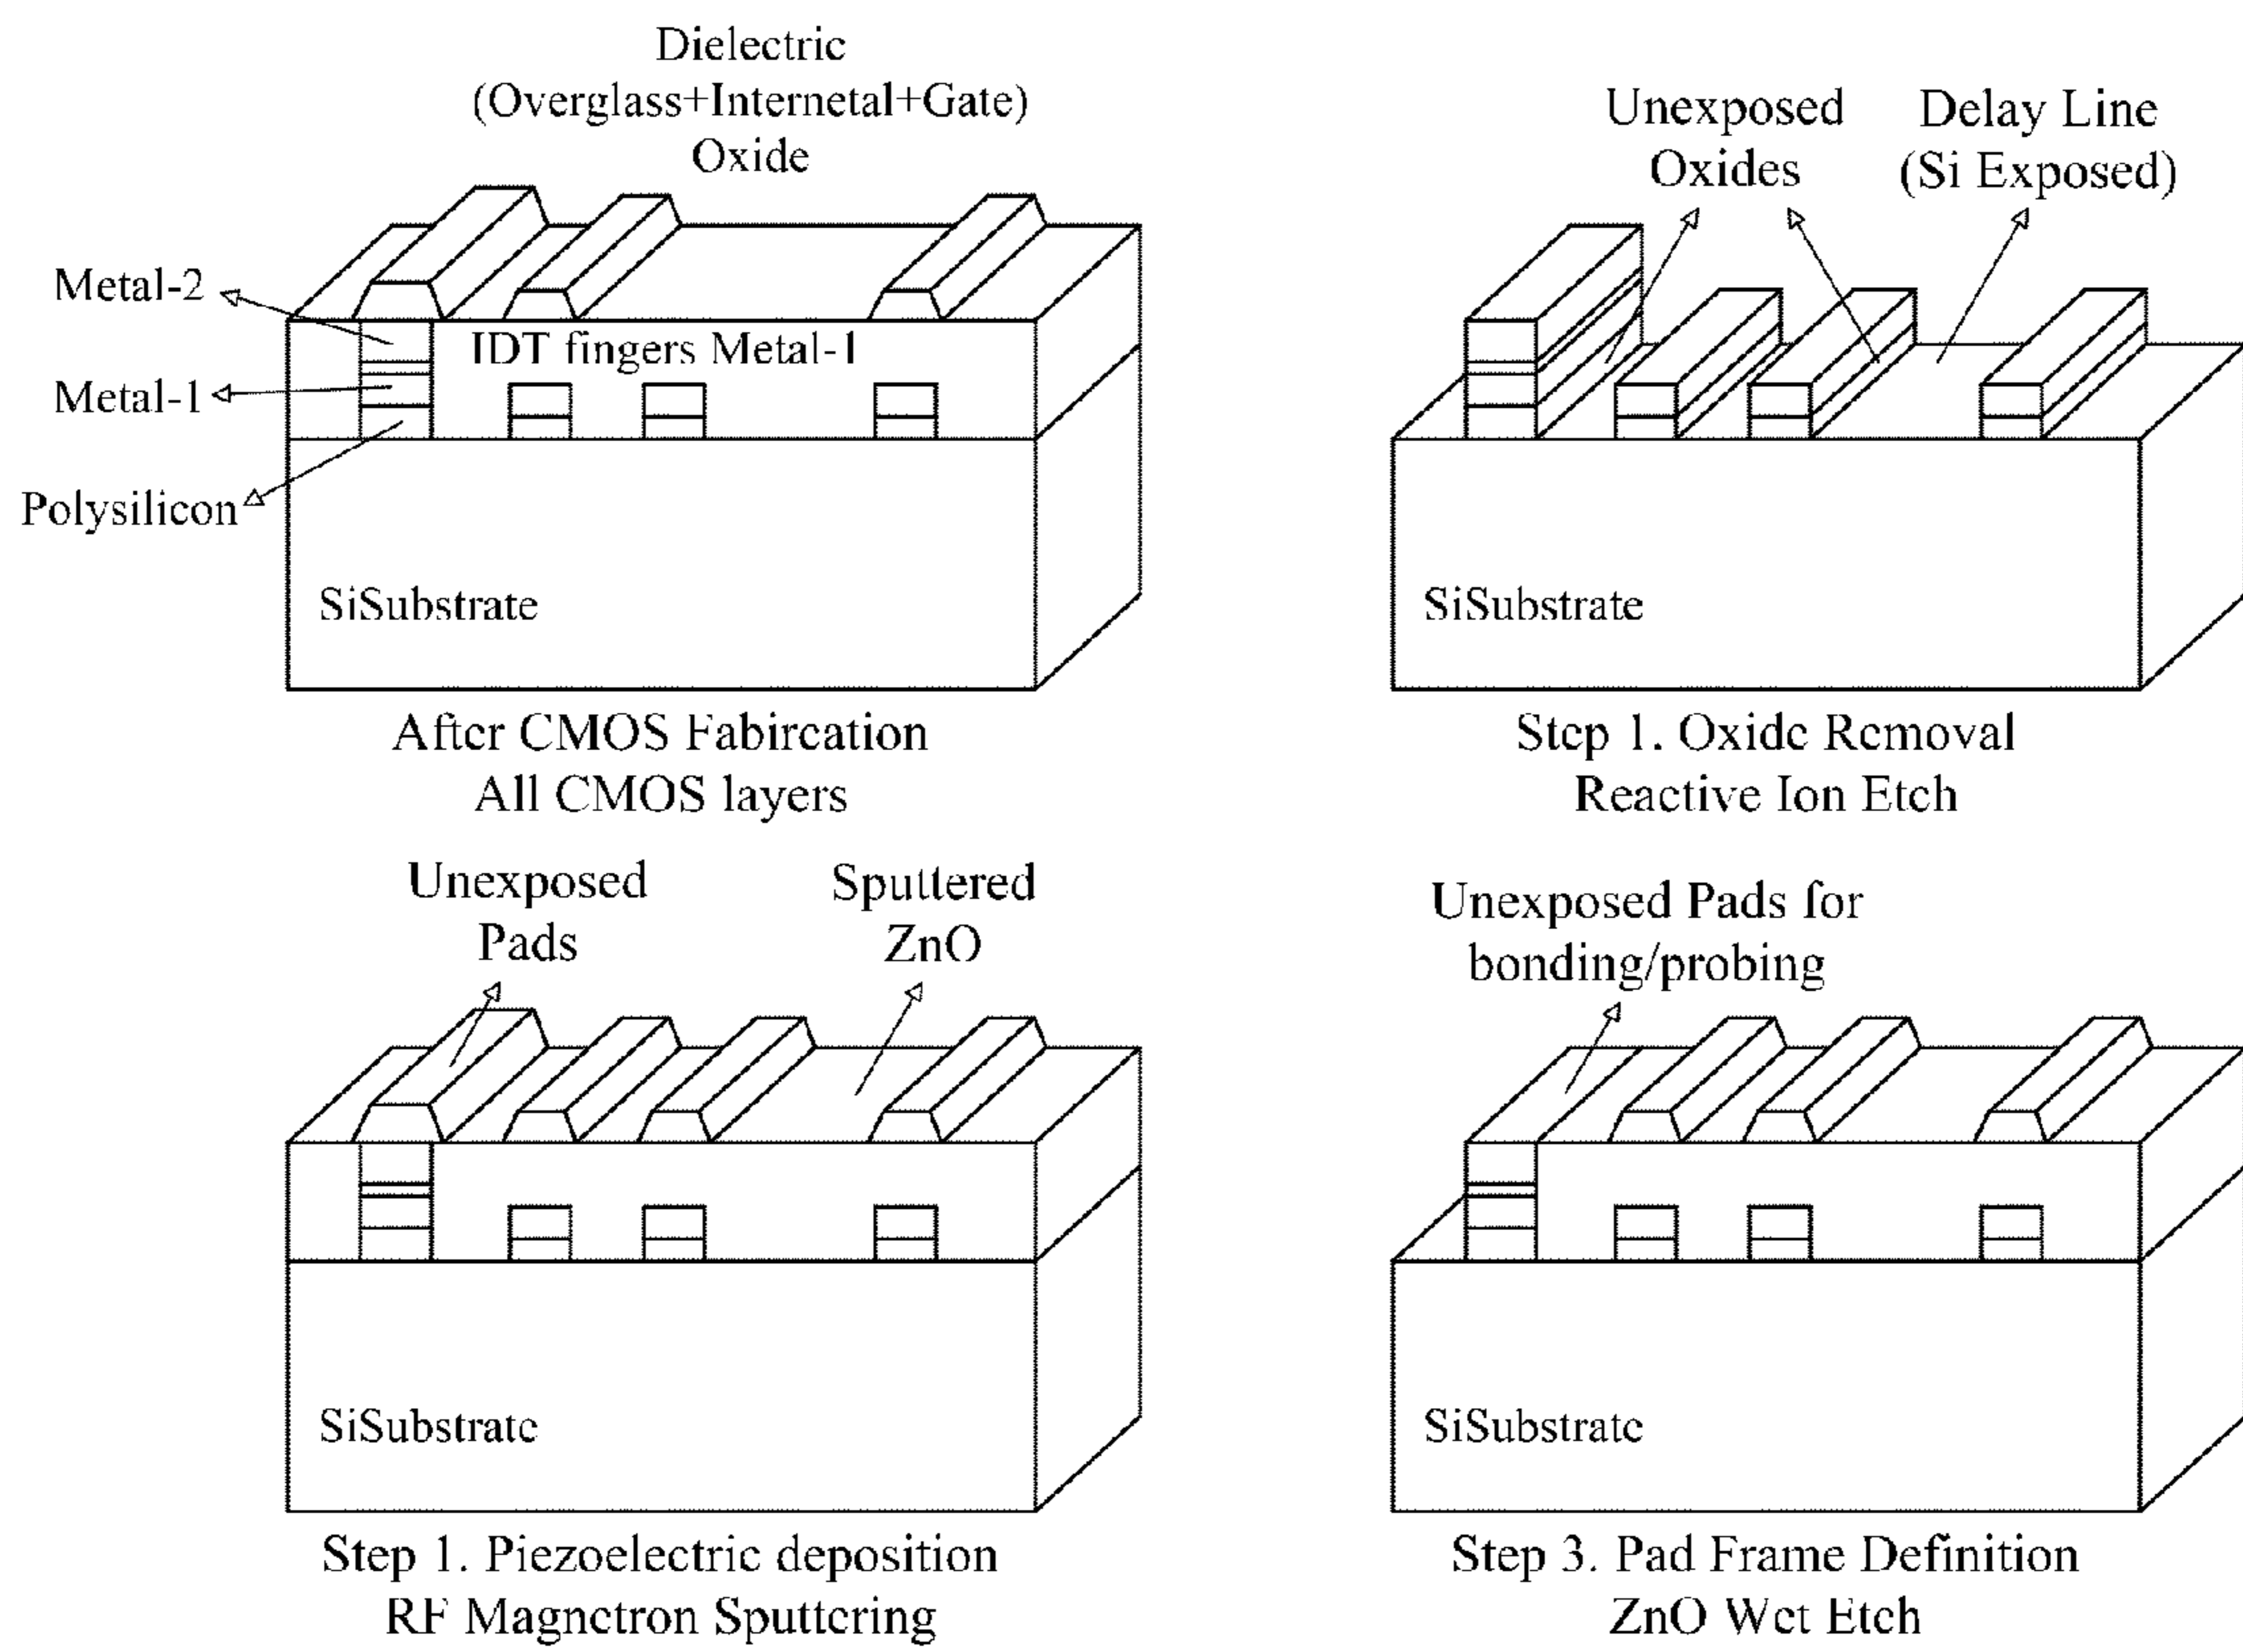 Dielectric
(Overglass+Internetal+Gate)
Oxide
Metal-2
IDT fingers Metal-1
Metal-1
Polysilicon
SiSubstrate
After CMOS Fabircation
All CMOS layers
Unexposed
Oxides
Delay Line
(Si Exposed)
SiSubstrate
Step 1. Oxide Removal
Reactive Ion Etch
Unexposed
Pads
Sputtered
ZnO
SiSubstrate
Step 1. Piezoelectric deposition
RF Magnetron Sputtering
Unexposed Pads for
bonding/probing
SiSubstrate
Step 3. Pad Frame Definition
ZnO Wet Etch